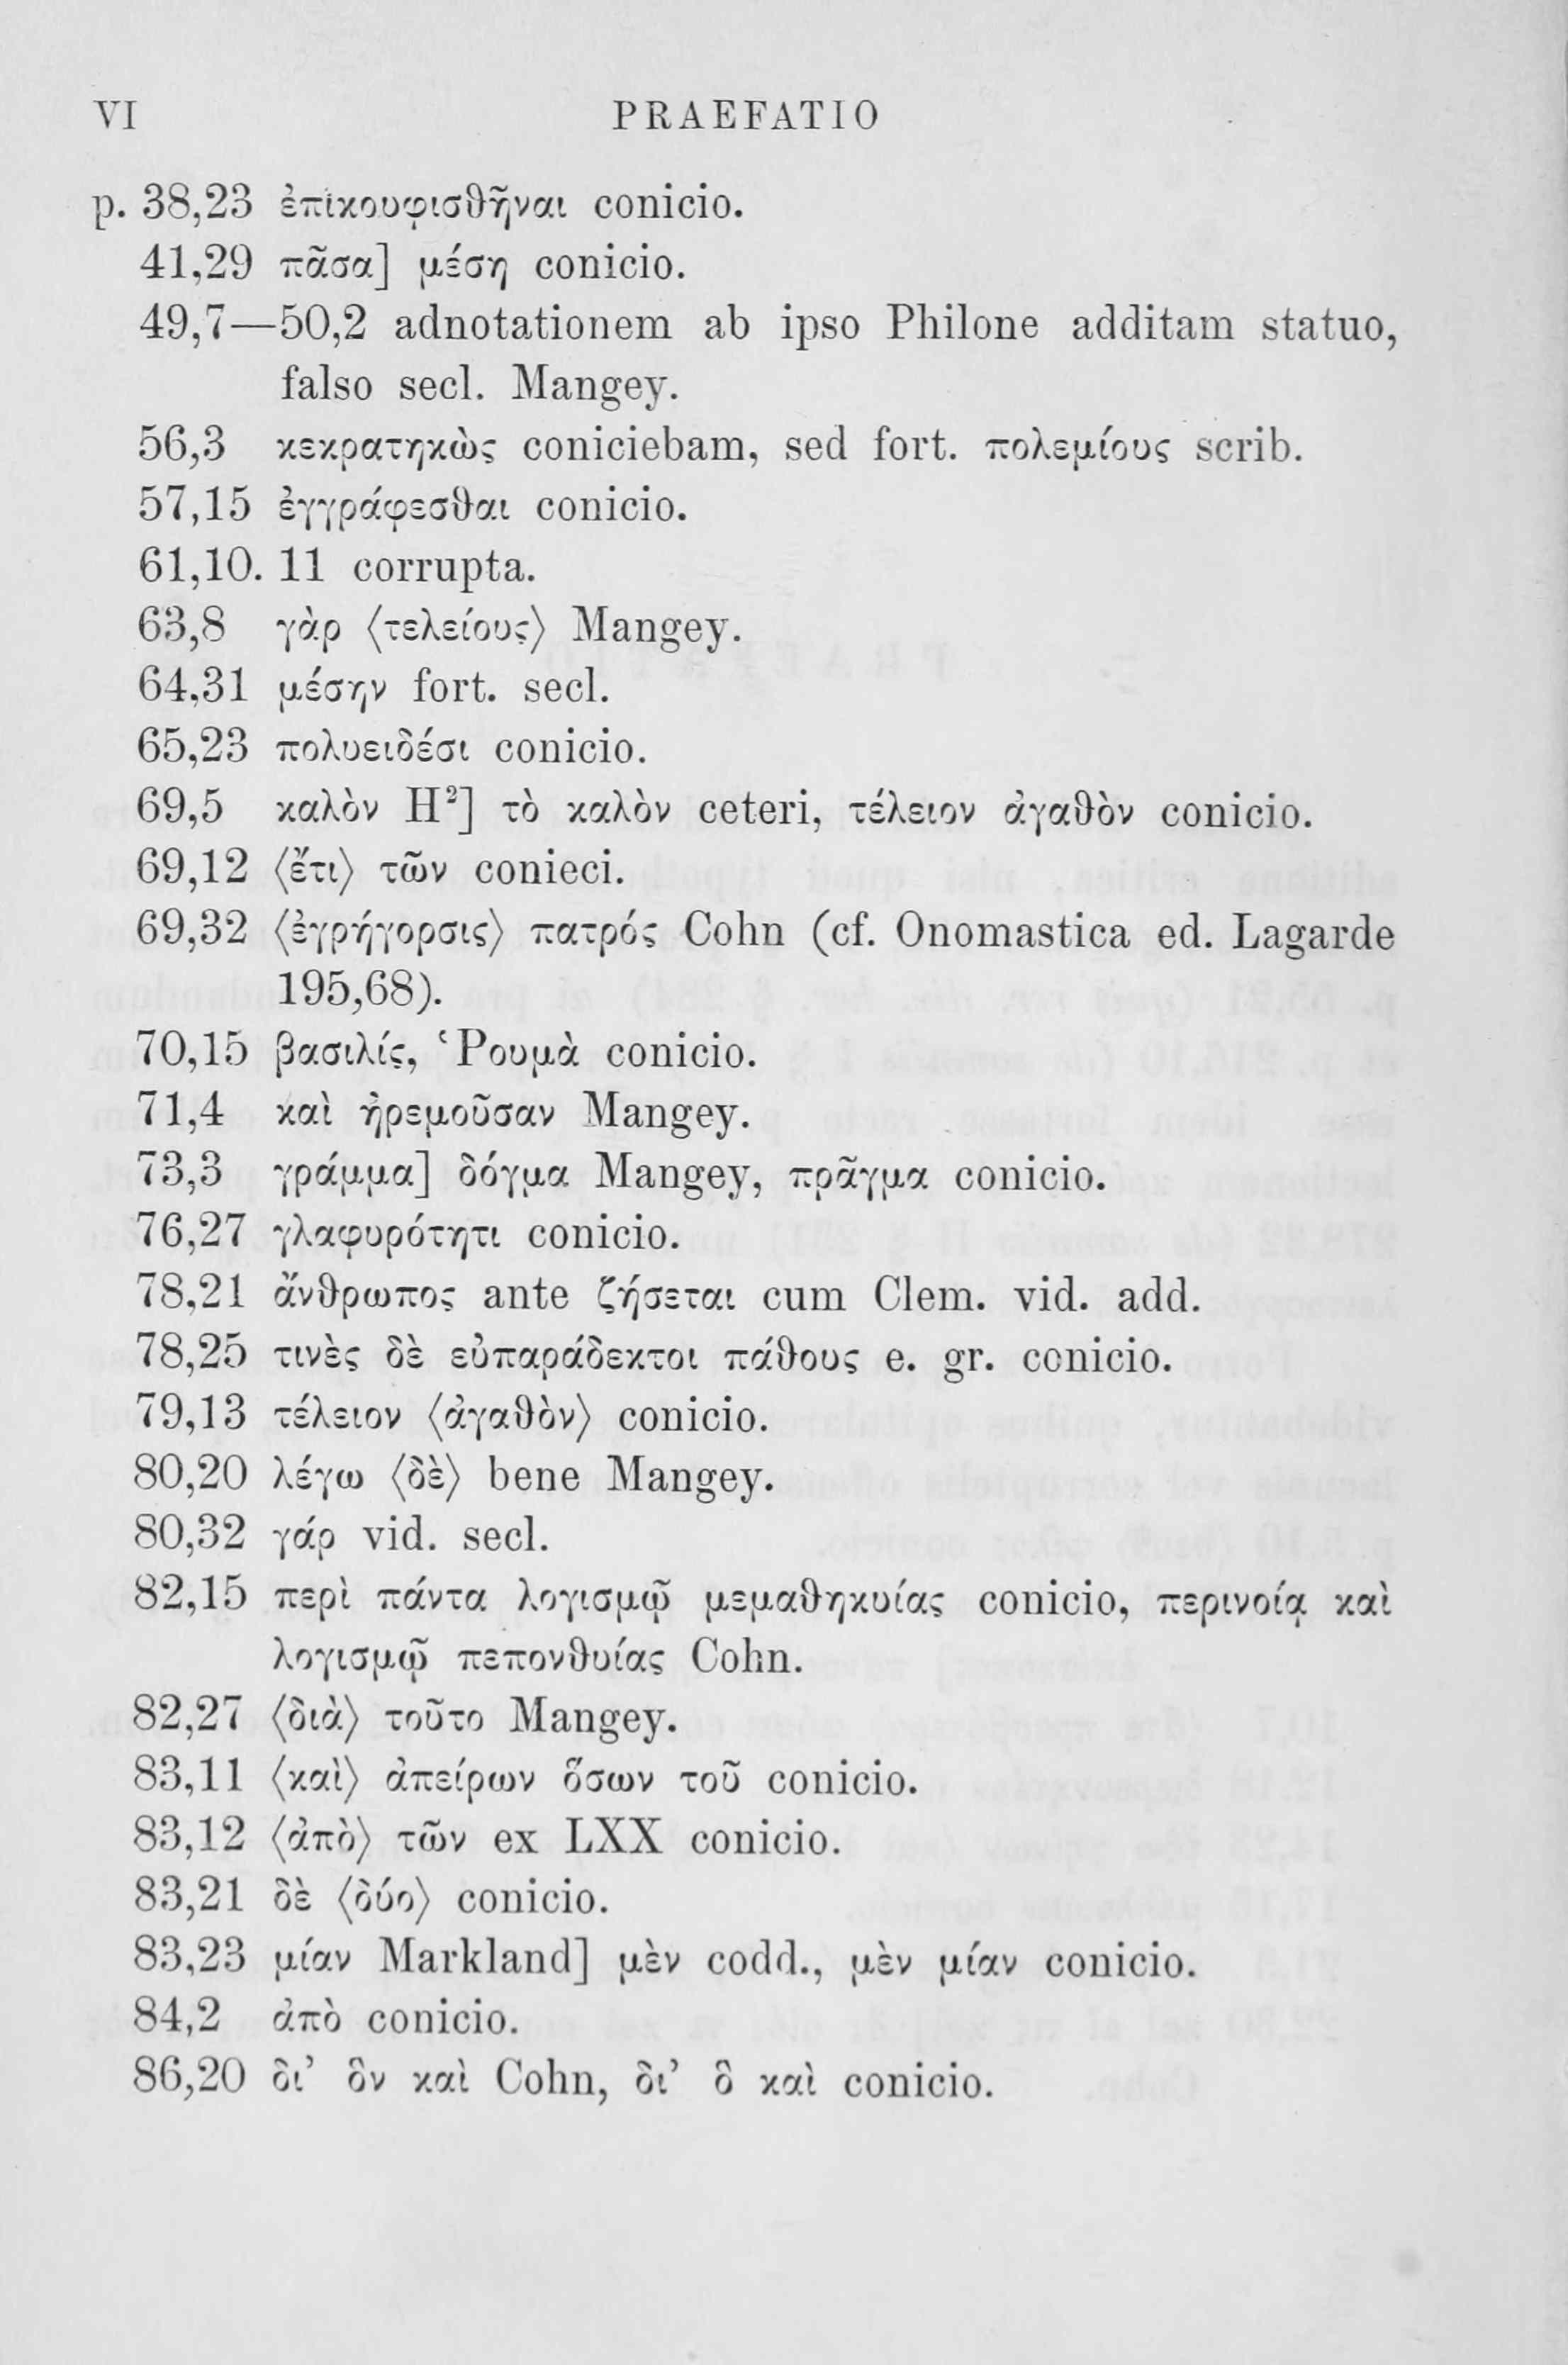 VI PRAEFATIO
p. 38,23 ἐπικουφισθῆναι conicio.
41,29 πᾶσα] μέση conicio.
49,7—50,2 adnotationem ab ipso Philone additam statuo,
falso secl. Mangey.
56,3 κεκρατηκὼς coniciebam, sed fort. πολεμίους scrib.
57,15 ἐγγράφεσθαι conicio.
61,10. 11 corrupta.
63,8 γὰρ ⟨τελείους⟩ Mangey.
64,31 μέσην fort. secl.
65,23 πολυειδέσι conicio.
69,5 καλὸν H²] τὸ καλὸν ceteri, τέλειον ἀγαθὸν conicio.
69,12 ⟨ἔτι⟩ τῶν conieci.
69,32 ⟨ἐγρήγορσις⟩ πατρός Cohn (cf. Onomastica ed. Lagarde
195,68).
70,15 βασιλίς, Ῥουμὰ conicio.
71,4 καὶ ἠρεμοῦσαν Mangey.
73,3 γράμμα] δόγμα Mangey, πρᾶγμα conicio.
76,27 γλαφυρότητι conicio.
78,21 ἄνθρωπος ante ζήσεται cum Clem. vid. add.
78,25 τινὲς δὲ εὐπαράδεκτοι πάθους e. gr. conicio.
79,13 τέλειον ⟨ἀγαθὸν⟩ conicio.
80,20 λέγω ⟨δὲ⟩ bene Mangey.
80,32 γάρ vid. secl.
82,15 περὶ πάντα λογισμῷ μεμαθηκυίας conicio, περινοίᾳ καὶ
λογισμῷ πεπονθυίας Cohn.
82,27 ⟨διὰ⟩ τοῦτο Mangey.
83,11 ⟨καὶ⟩ ἀπείρων ὅσων τοῦ conicio.
83,12 ⟨ἀπὸ⟩ τῶν ex LXX conicio.
83,21 δὲ ⟨δύο⟩ conicio.
83,23 μίαν Markland] μὲν codd., μὲν μίαν conicio.
84,2 ἀπὸ conicio.
86,20 δι’ ὃν καὶ Cohn, δι’ ὃ καὶ conicio.